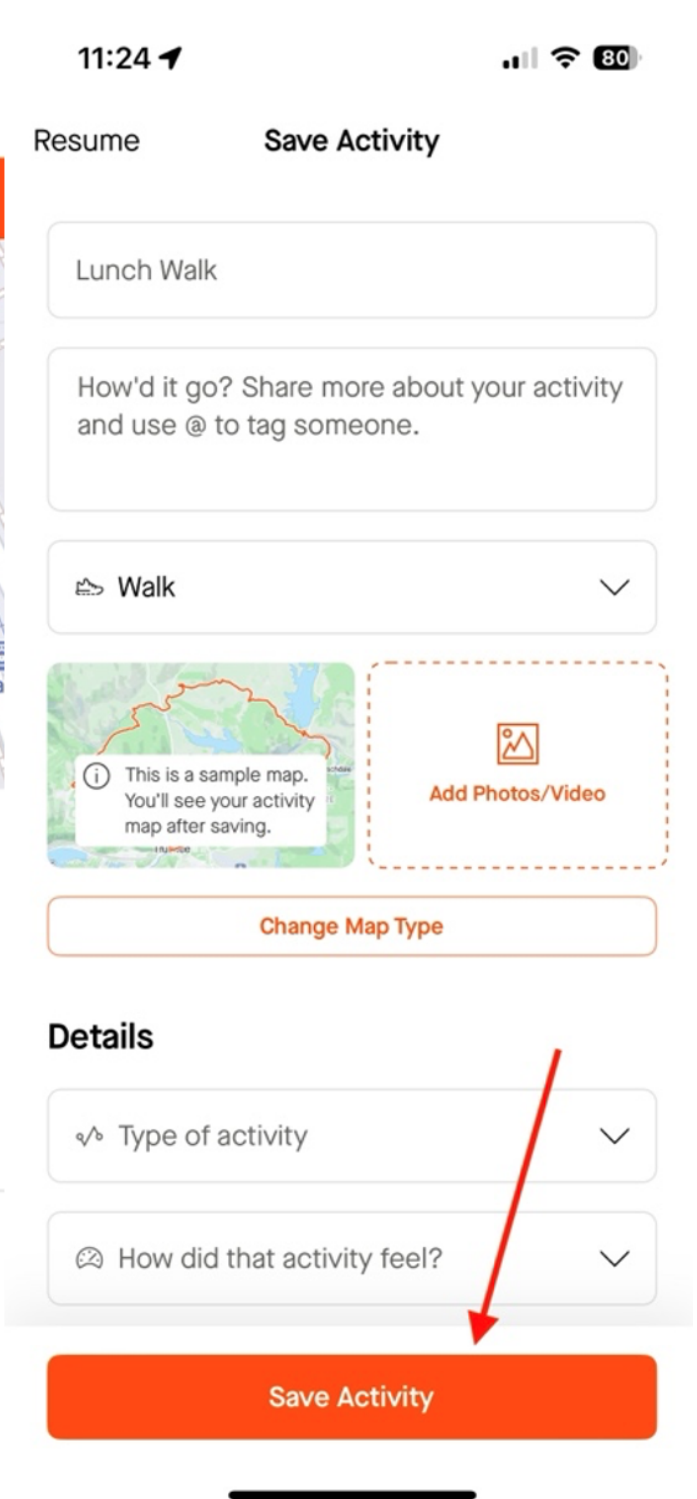 11:24
80
Resume
Save Activity
Lunch Walk
How'd it go? Share more about your activity
and use @ to tag someone.
Walk
This is a sample map.
You'll see your activity
map after saving.
Add Photos/Video
Change Map Type
Details
Type of activity
How did that activity feel?
Save Activity